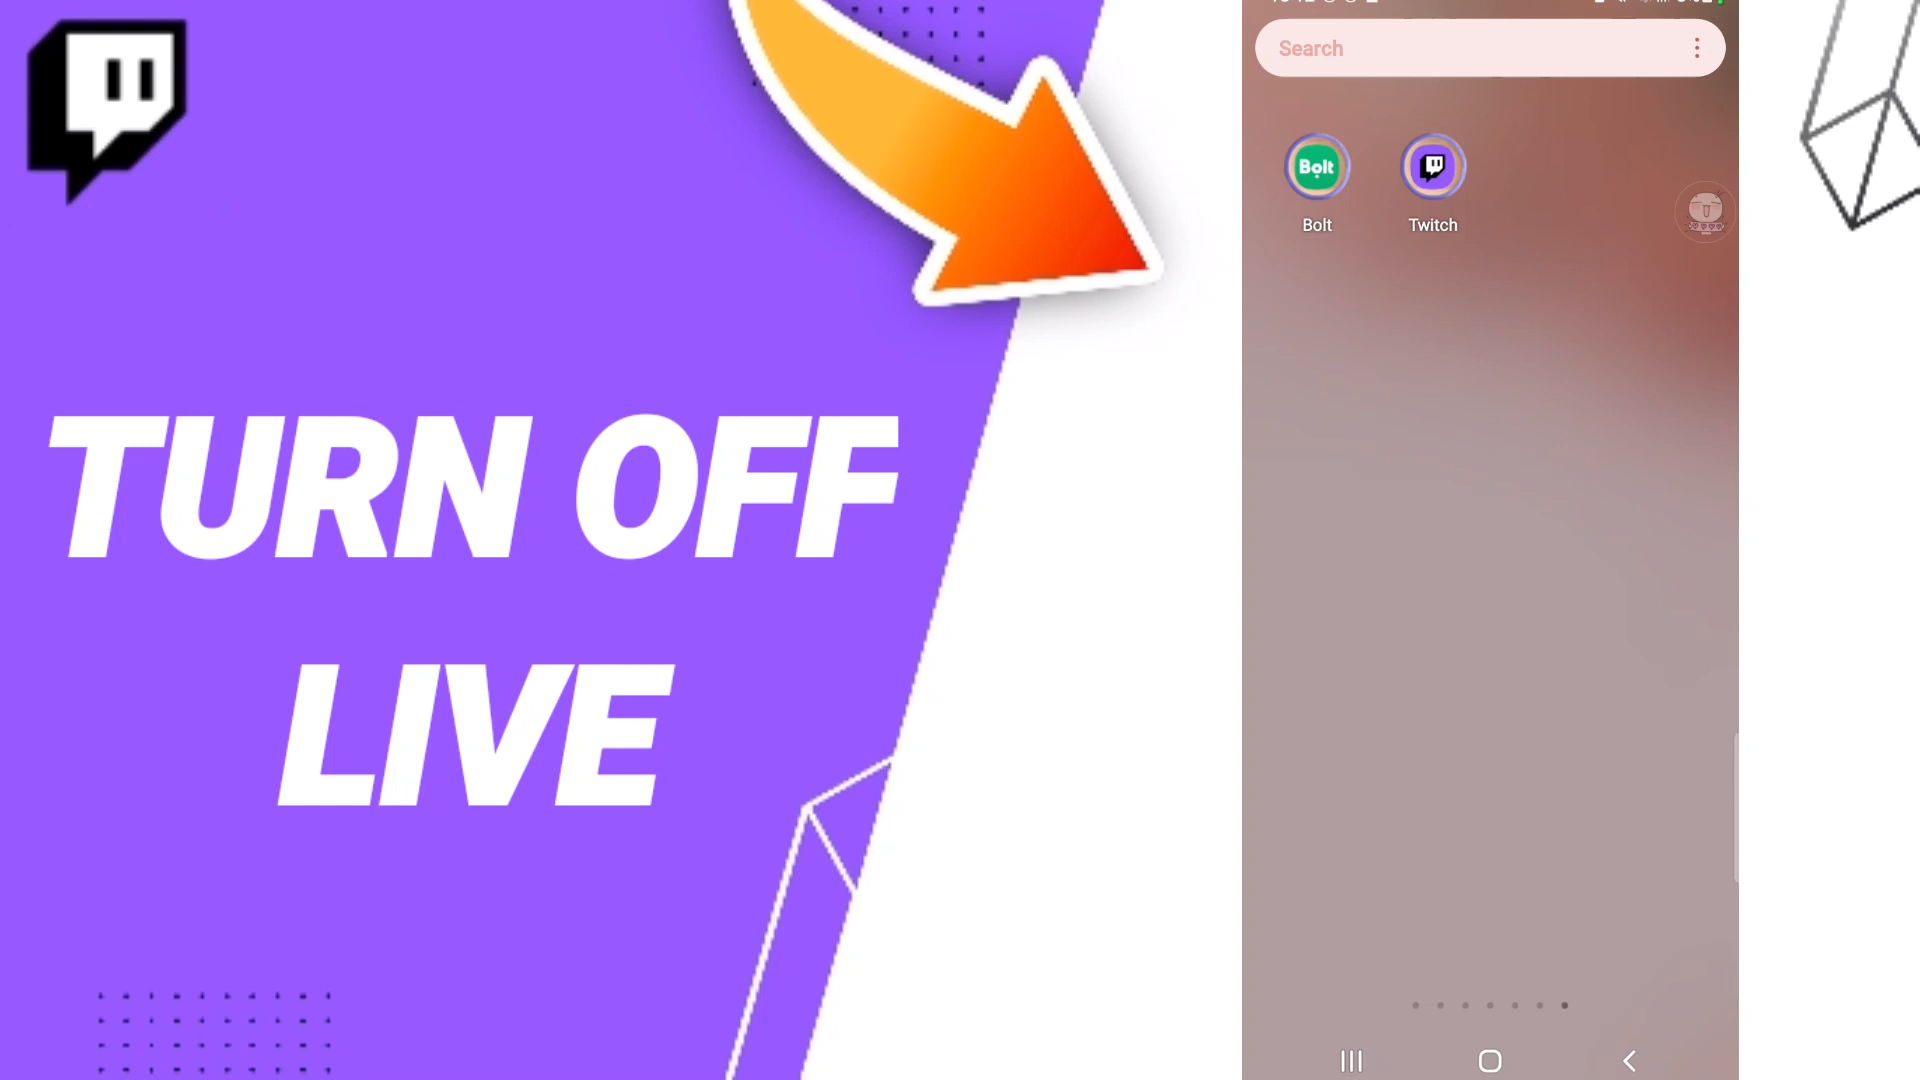 TURN OFF
LIVE
Search
Bolt
Bolt
Twitch